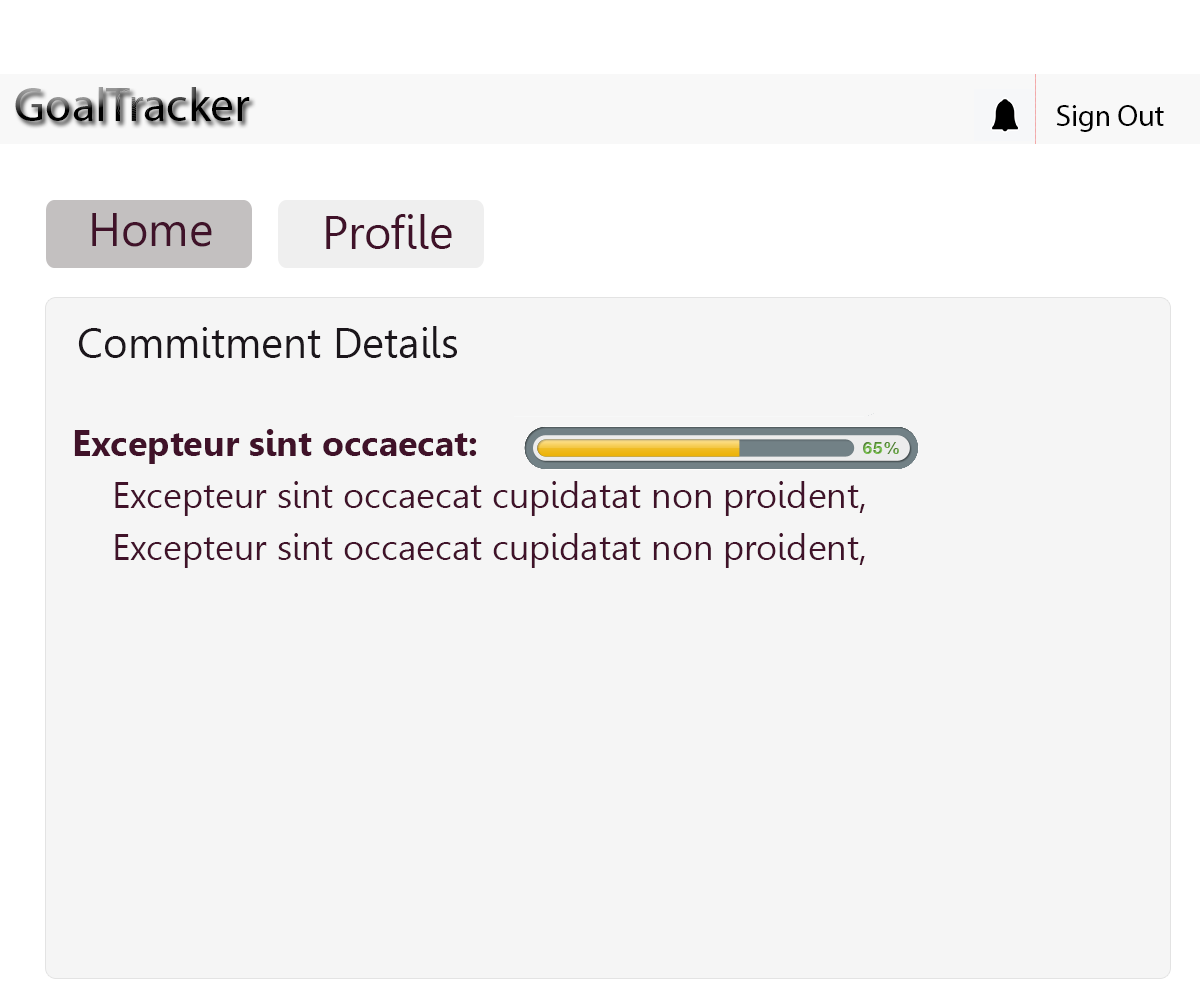 GoalTracker
Sign Out
Home
Profile
Commitment Details
Excepteur sint occaecat:
65%
Excepteur sint occaecat cupidatat non proident,
Excepteur sint occaecat cupidatat non proident,